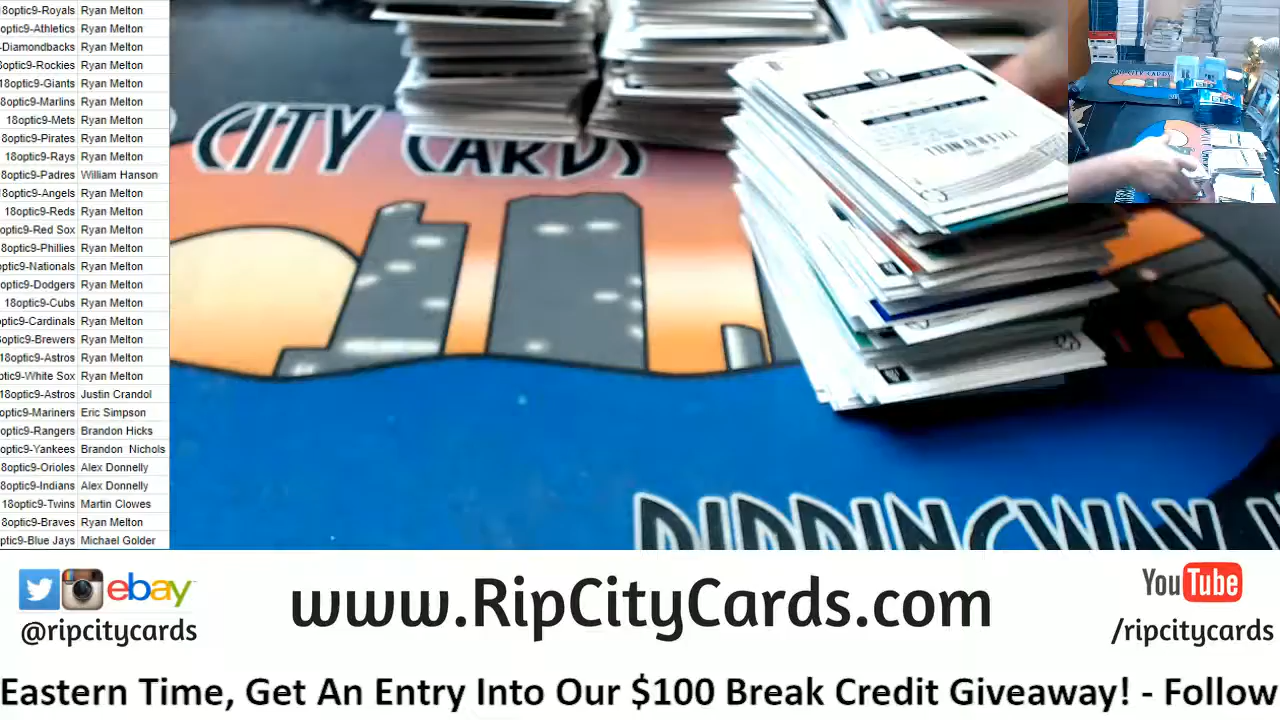 8optic9-Royals Ryan Melton
optic9-Athletics Ryan Melton
-Diamondbacks Ryan Melton
8optic9-Rockies Ryan Melton
18optic9-Giants Ryan Melton
8optic9-Marlins Ryan Melton
18optic9-Mets Ryan Melton
8optic9-Pirates Ryan Melton
18optic9-Rays Ryan Melton
8optic9-Padres William Hanson
optic9-Angels Ryan Melton
18optic9-Reds Ryan Melton
optic9-Red Sox Ryan Melton
8optic9-Phillies Ryan Melton
optic9-Nationals Ryan Melton
optic9-Dodgers Ryan Melton
18optic9-Cubs Ryan Melton
ptic9-Cardinals Ryan Melton
optic9-Brewers Ryan Melton
18optic9-Astros Ryan Melton
ptic9-White Sox Ryan Melton
18optic9-Astros Justin Crandol
optic9-Mariners Eric Simpson
optic9-Rangers Brandon Hicks
optic9-Yankees Brandon Nichols
8optic9-Orioles Alex Donnelly
8optic9-Indians Alex Donnelly
18optic9-Twins Martin Clowes
8optic9-Braves Ryan Melton
ptic9-Blue Jays Michael Golder
CITY CARDS
ebay
@ripcitycards
www.RipCityCards.com
YouTube
/ripcitycards
Eastern Time, Get An Entry Into Our $100 Break Credit Giveaway! - Follow